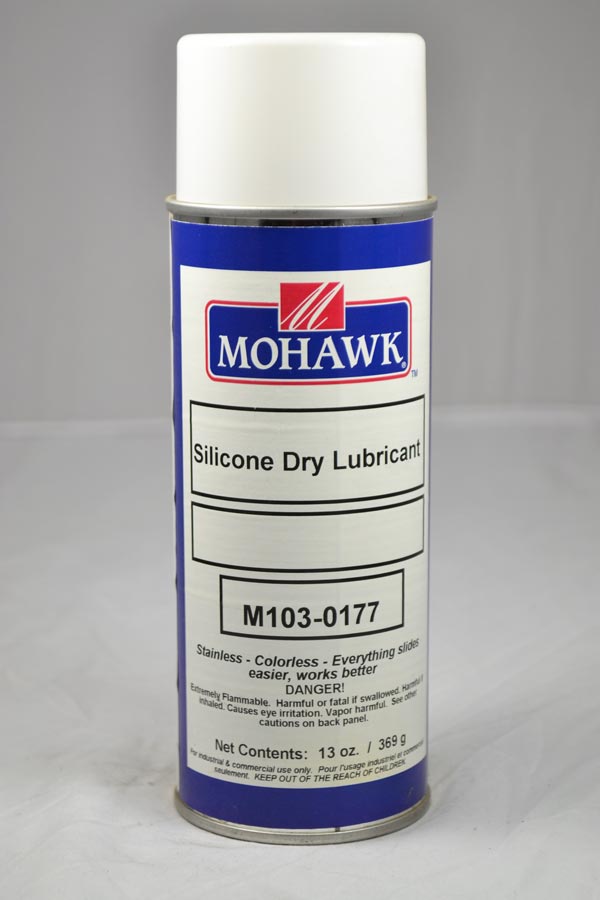 MOHAWK®
TM
Silicone Dry Lubricant
M103-0177
Stainless - Colorless - Everything slides
easier, works better
DANGER!
Extremely Flammable. Harmful or fatal if swallowed. Harmful if
inhaled. Causes eye irritation. Vapor harmful. See other
cautions on back panel.
Net Contents: 13 oz. / 369 g
For industrial & commercial use only. Pour l'usage industriel et commercial
seulement. KEEP OUT OF THE REACH OF CHILDREN.